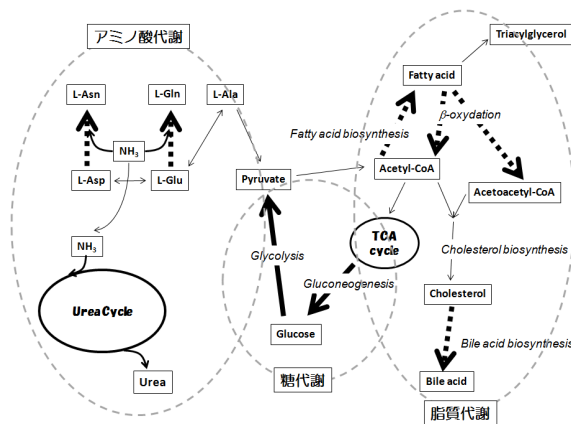 アミノ酸代謝
Triacylglycerol
Fatty acid
L-Asn
L-Gln
L-Ala
β-oxydation
Fatty acid biosynthesis
NH3
L-Asp
L-Glu
Pyruvate
Acetyl-CoA
Acetoacetyl-CoA
NH3
TCA
cycle
Glycolysis
Cholesterol biosynthesis
Gluconeogenesis
Cholesterol
Urea Cycle
Glucose
Bile acid biosynthesis
Urea
糖代謝
Bile acid
脂質代謝